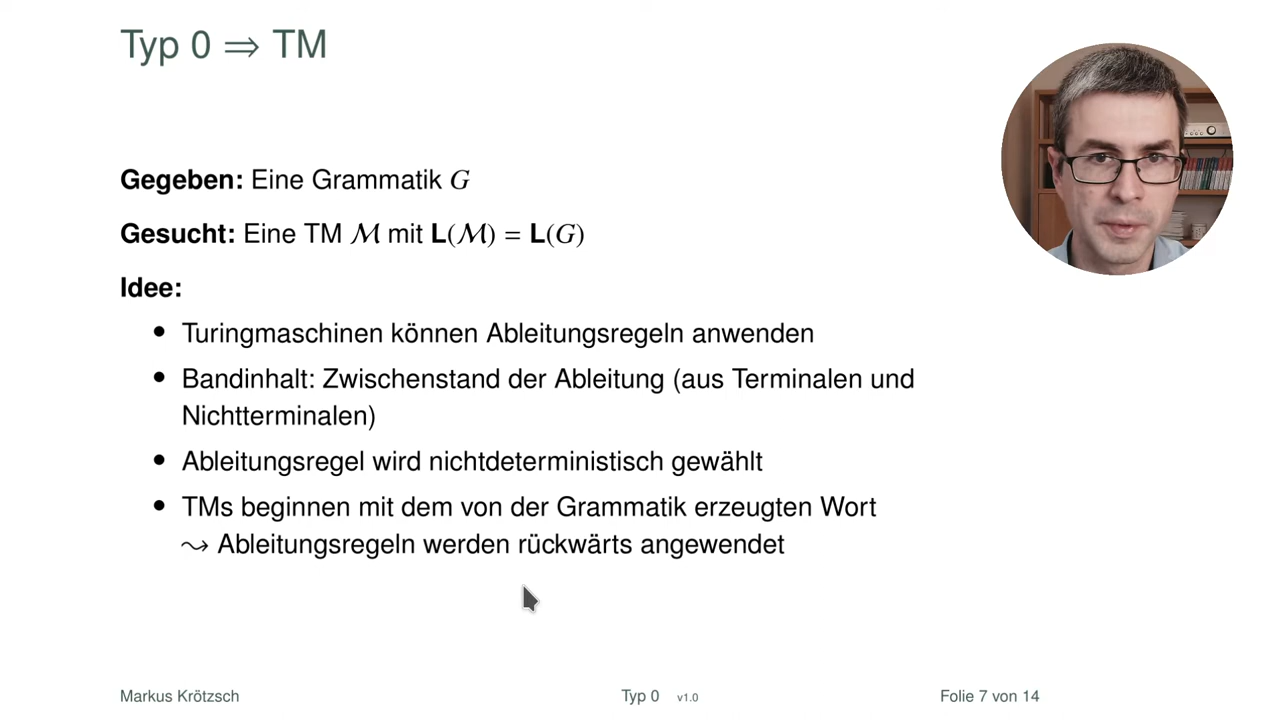 Typ 0 ⇒ TM
Gegeben: Eine Grammatik G
Gesucht: Eine TM ℳ mit L(ℳ) = L(G)
Idee:
• Turingmaschinen können Ableitungsregeln anwenden
• Bandinhalt: Zwischenstand der Ableitung (aus Terminalen und
Nichtterminalen)
• Ableitungsregel wird nichtdeterministisch gewählt
• TMs beginnen mit dem von der Grammatik erzeugten Wort
⤳ Ableitungsregeln werden rückwärts angewendet
Markus Krötzsch Typ 0 v1.0 Folie 7 von 14